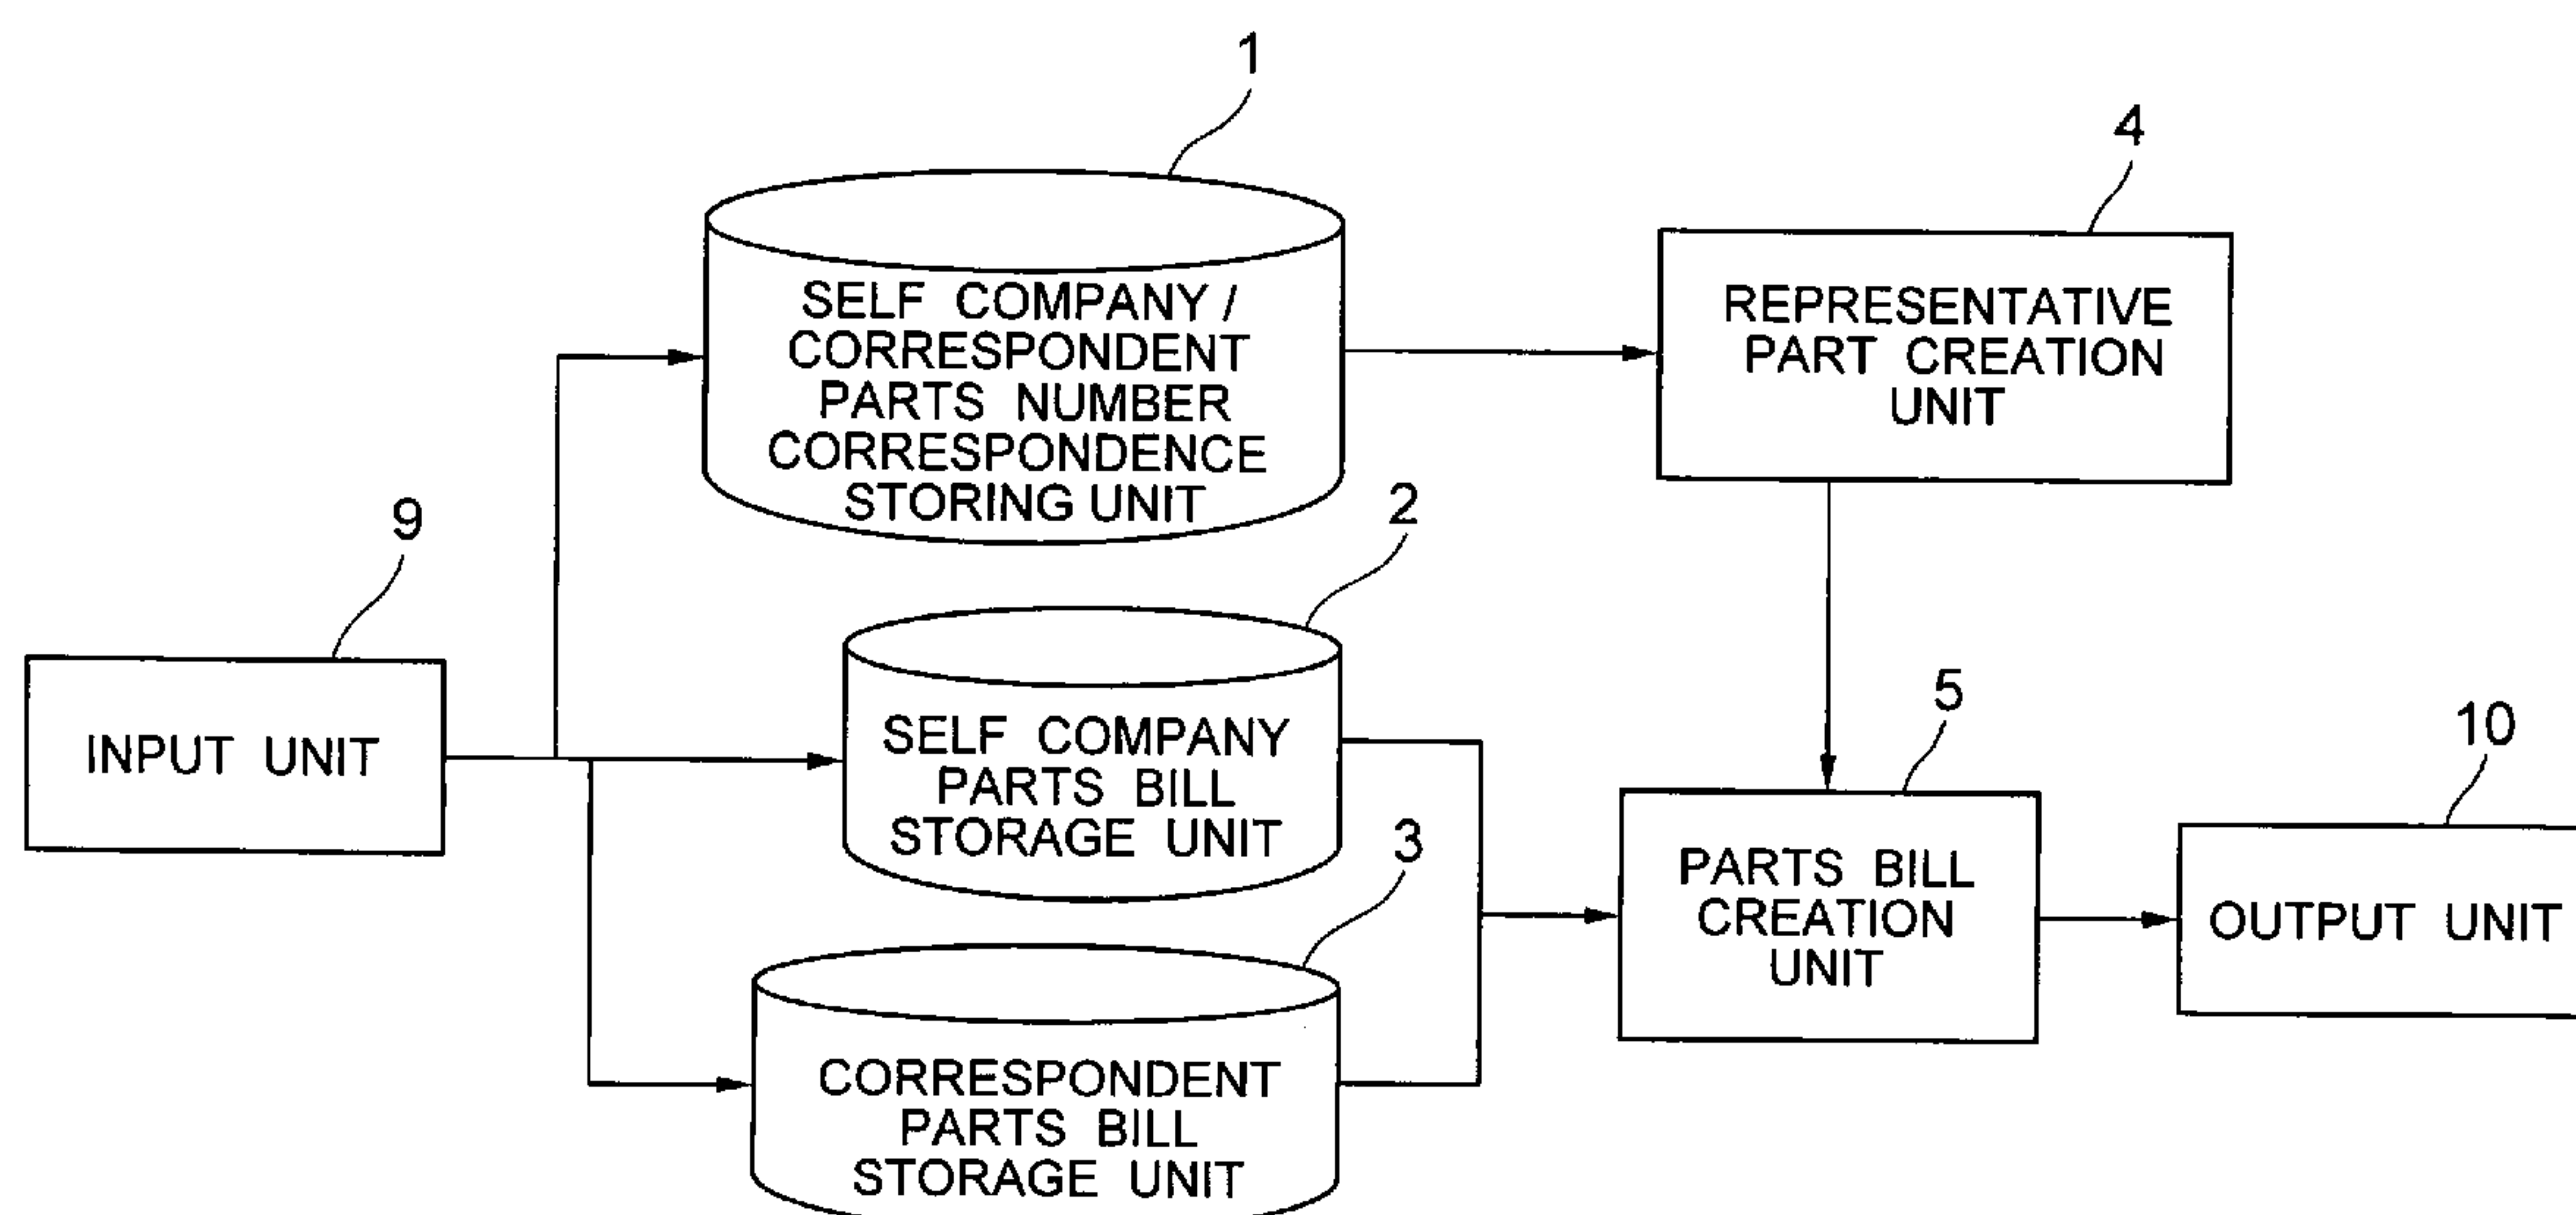 1
4
SELF COMPANY /
CORRESPONDENT
PARTS NUMBER
CORRESPONDENCE
STORING UNIT
REPRESENTATIVE
PART CREATION
UNIT
9
2
INPUT UNIT
SELF COMPANY
PARTS BILL
STORAGE UNIT
5
10
3
PARTS BILL
CREATION
UNIT
OUTPUT UNIT
CORRESPONDENT
PARTS BILL
STORAGE UNIT